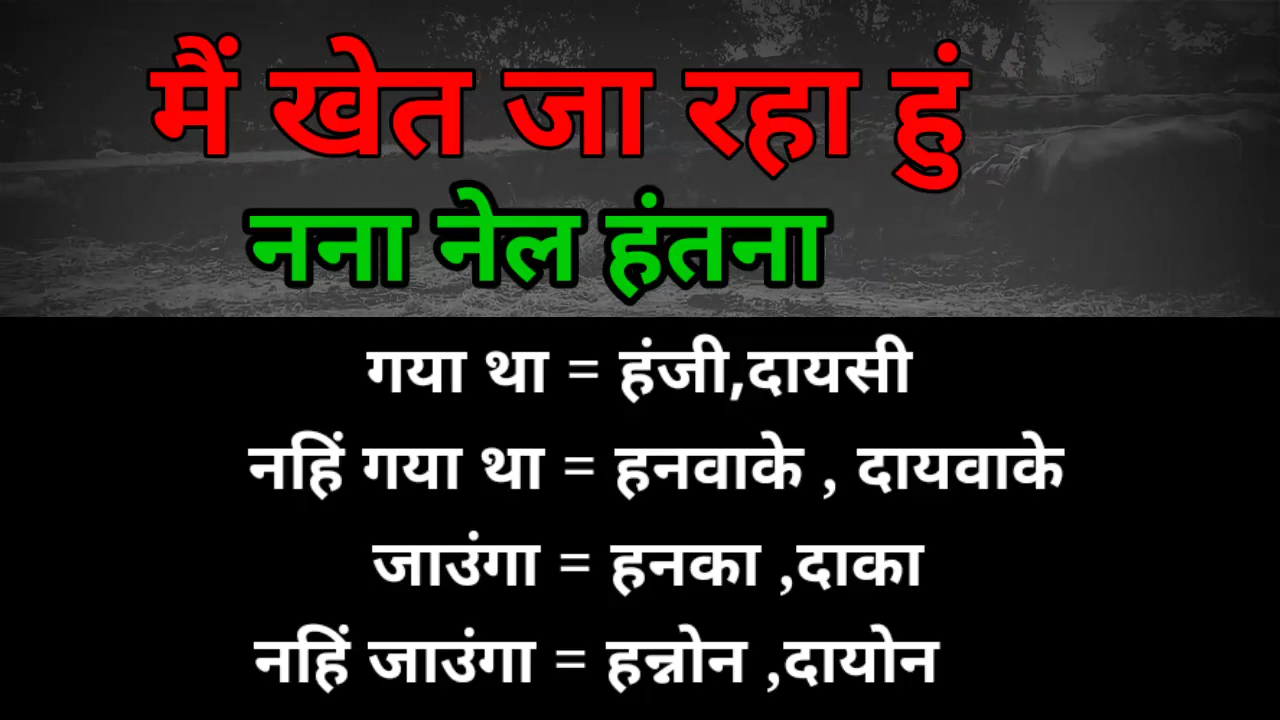 मैं खेत जा रहा हुं
नना नेल हंतना
गया था = हंजी,दायसी
नहिं गया था = हनवाके , दायवाके
जाउंगा = हनका ,दाका
नहिं जाउंगा = हन्नोन ,दायोन